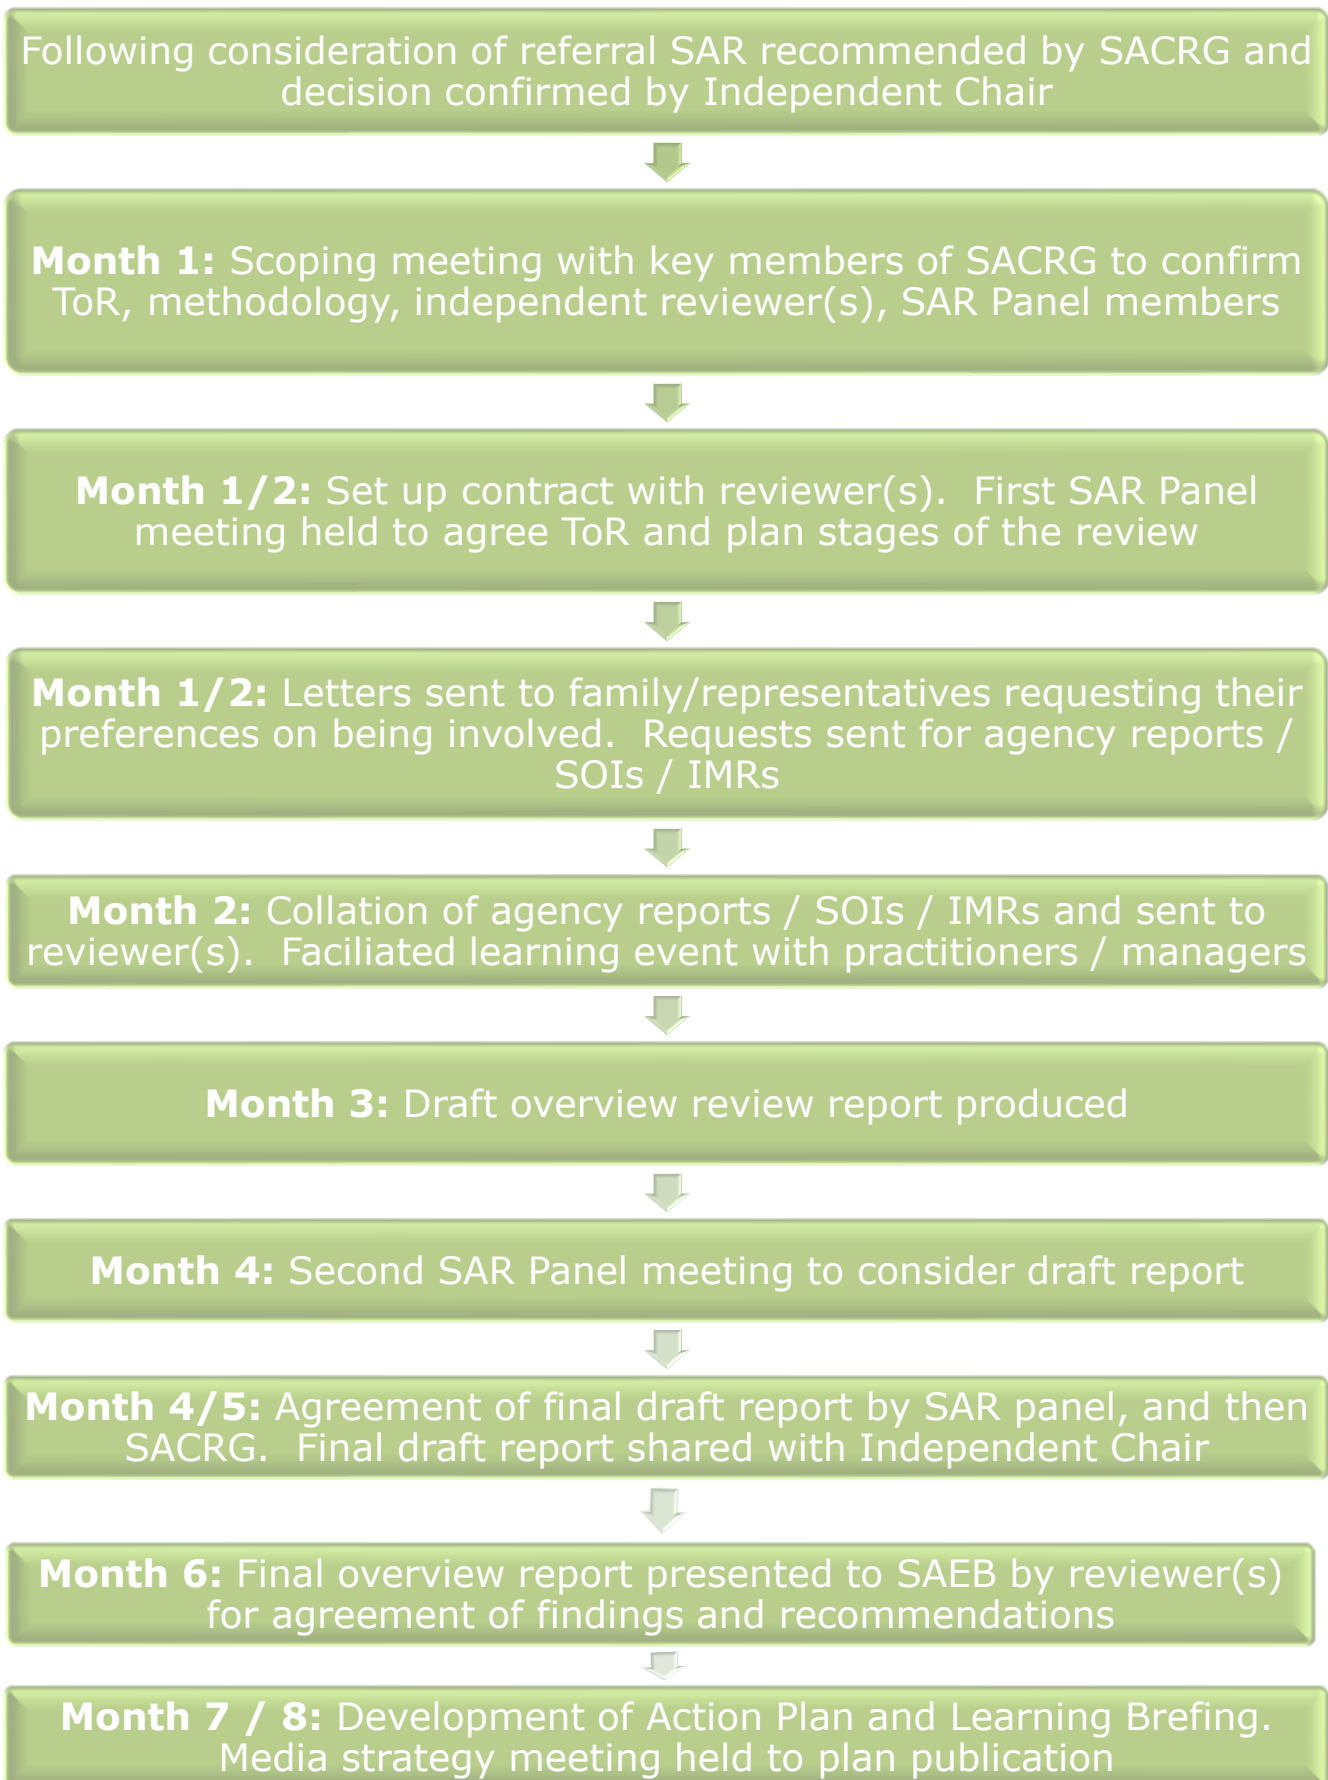 Following consideration of referral SAR recommended by SACRG and
decision confirmed by Independent Chair
Month 1: Scoping meeting with key members of SACRG to confirm
ToR, methodology, independent reviewer(s), SAR Panel members
Month 1/2: Set up contract with reviewer(s).  First SAR Panel
meeting held to agree ToR and plan stages of the review
Month 1/2: Letters sent to family/representatives requesting their
preferences on being involved.  Requests sent for agency reports /
SOIs / IMRs
Month 2: Collation of agency reports / SOIs / IMRs and sent to
reviewer(s).  Faciliated learning event with practitioners / managers
Month 3: Draft overview review report produced
Month 4: Second SAR Panel meeting to consider draft report
Month 4/5: Agreement of final draft report by SAR panel, and then
SACRG.  Final draft report shared with Independent Chair
Month 6: Final overview report presented to SAEB by reviewer(s)
for agreement of findings and recommendations
Month 7 / 8: Development of Action Plan and Learning Brefing.
Media strategy meeting held to plan publication